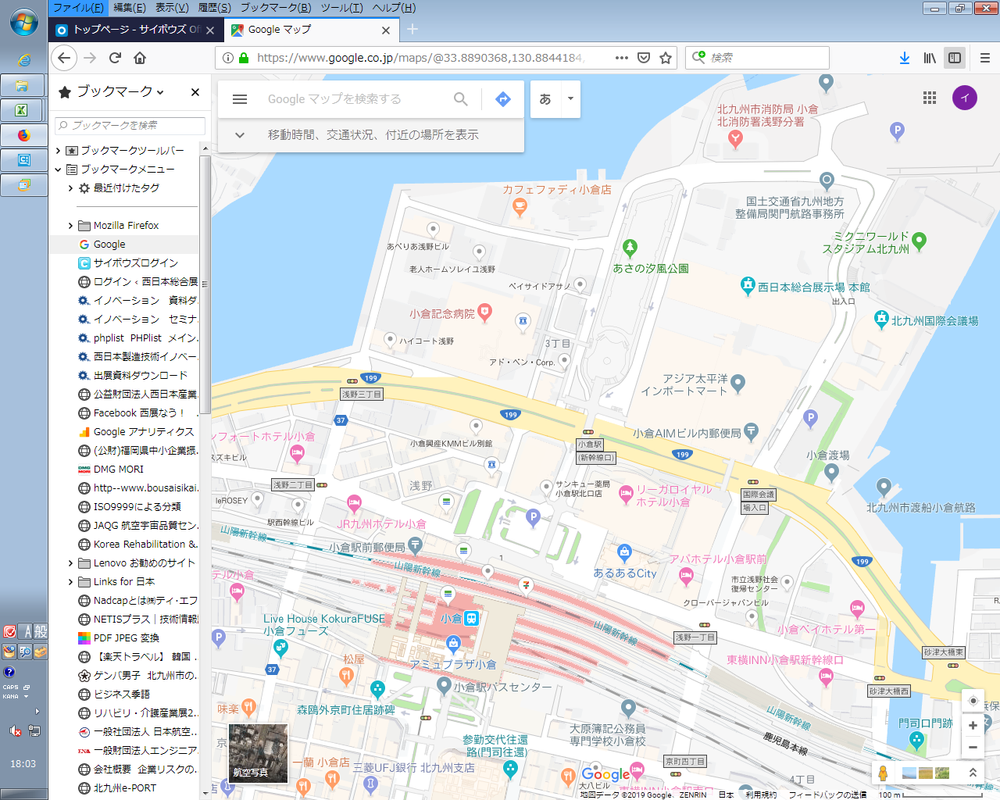 ファイル(F) 編集(E) 表示(V) 履歴(S) ブックマーク(B) ツール(T) ヘルプ(H)
トップページ - サイボウズ Of
Google マップ
https://www.google.co.jp/maps/@33.8890368,130.8844184,
検索
ブックマーク
ブックマークを検索
ブックマークツールバー
ブックマークメニュー
最近付けたタグ
Mozilla Firefox
Google
サイボウズログイン
ログイン ‹ 西日本総合展
イノベーション 資料ダ...
イノベーション セミナ...
phplist PHPlist メイン...
西日本製造技術イノベー...
出展資料ダウンロード
公益財団法人西日本産業...
Facebook 西展なう！
Google アナリティクス
(公財)福岡県中小企業振...
DMG MORI
http--www.bousaisikai...
ISO9999による分類
JAQG 航空宇宙品質セン...
Korea Rehabilitation &...
Lenovo お勧めのサイト
Links for 日本
Nadcapとは㈱ティ・エフ
NETISプラス｜技術情報
PDF JPEG 変換
【楽天トラベル】 韓国 ...
ゲンバ男子 北九州市の...
ビジネス季語
リハビリ・介護産業展2...
一般社団法人 日本航空...
一般財団法人エンジニア...
会社概要 企業リスクの...
北九州e-PORT
A 般
CAPS
KANA
18:03
Google マップを検索する
あ
移動時間、交通状況、付近の場所を表示
イ
北九州市消防局 小倉
北消防署浅野分署
カフェファディ小倉店
国土交通省九州地方
整備局関門航路事務所
ミクニワールド
スタジアム北九州
あべりあ浅野ビル
老人ホームソレイユ浅野
あさの汐風公園
ベイサイドアサノ
西日本総合展示場 本館
出入口
小倉記念病院
北九州国際会議場
ハイコート浅野
3丁目
アド・ベン・Corp.
199
浅野三丁目
アジア太平洋
インポートマート
199
37
ンフォートホテル小倉
小倉興産KMMビル別館
小倉AIMビル内郵便局
小倉駅
(新幹線口)
199
小倉渡場
スズキビル
浅野二丁目
浅野
サンキュー薬局
小倉駅北口店
リーガロイヤル
ホテル小倉
国際会議
場入口
leROSEY
駅西幹線ビル
JR九州ホテル小倉
北九州市渡船小倉航路
山陽新幹線
小倉駅前郵便局
山陽新幹線
1
アパホテル小倉駅前
199
あるあるCity
市立浅野社会
復帰センター
テル小倉
クローバージャパンビル
Live House KokuraFUSE
小倉フューズ
小倉
山陽新幹線
小倉ベイホテル第一
浅野一丁目
アミュプラザ小倉
東横INN小倉駅新幹線口
砂津大橋東
37
松屋
小倉駅バスセンター
砂津大橋西
味楽
森鴎外京町住居跡碑
山陽新幹線
門司口門跡
大原簿記公務員
専門学校小倉校
鹿児島本線
参勤交代往還
路(門司往還)
一蘭 小倉店
三菱UFJ銀行 北九州支店
京町四丁目
航空写真
大八ビル
Google
4丁目
地図データ ©2019 Google、ZENRIN 日本 利用規約 フィードバックの送信 100 m